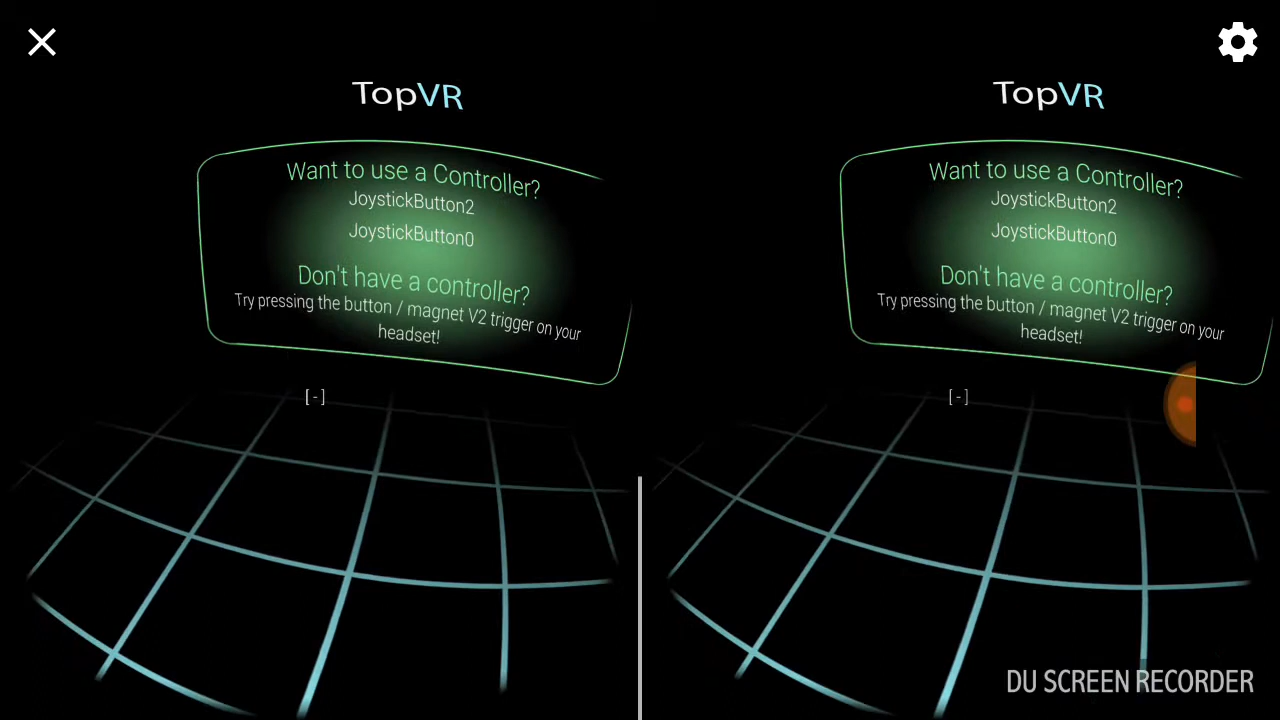 TopVR
Want to use a Controller?
JoystickButton2
JoystickButton0
Don't have a controller?
Try pressing the button / magnet V2 trigger on your
headset!
[ - ]
TopVR
Want to use a Controller?
JoystickButton2
JoystickButton0
Don't have a controller?
Try pressing the button / magnet V2 trigger on your
headset!
[ - ]
DU SCREEN RECORDER